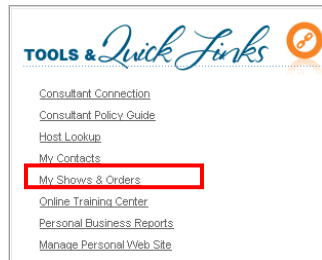 TOOLS & Quick Links
Consultant Connection
Consultant Policy Guide
Host Lookup
My Contacts
My Shows & Orders
Online Training Center
Personal Business Reports
Manage Personal Web Site